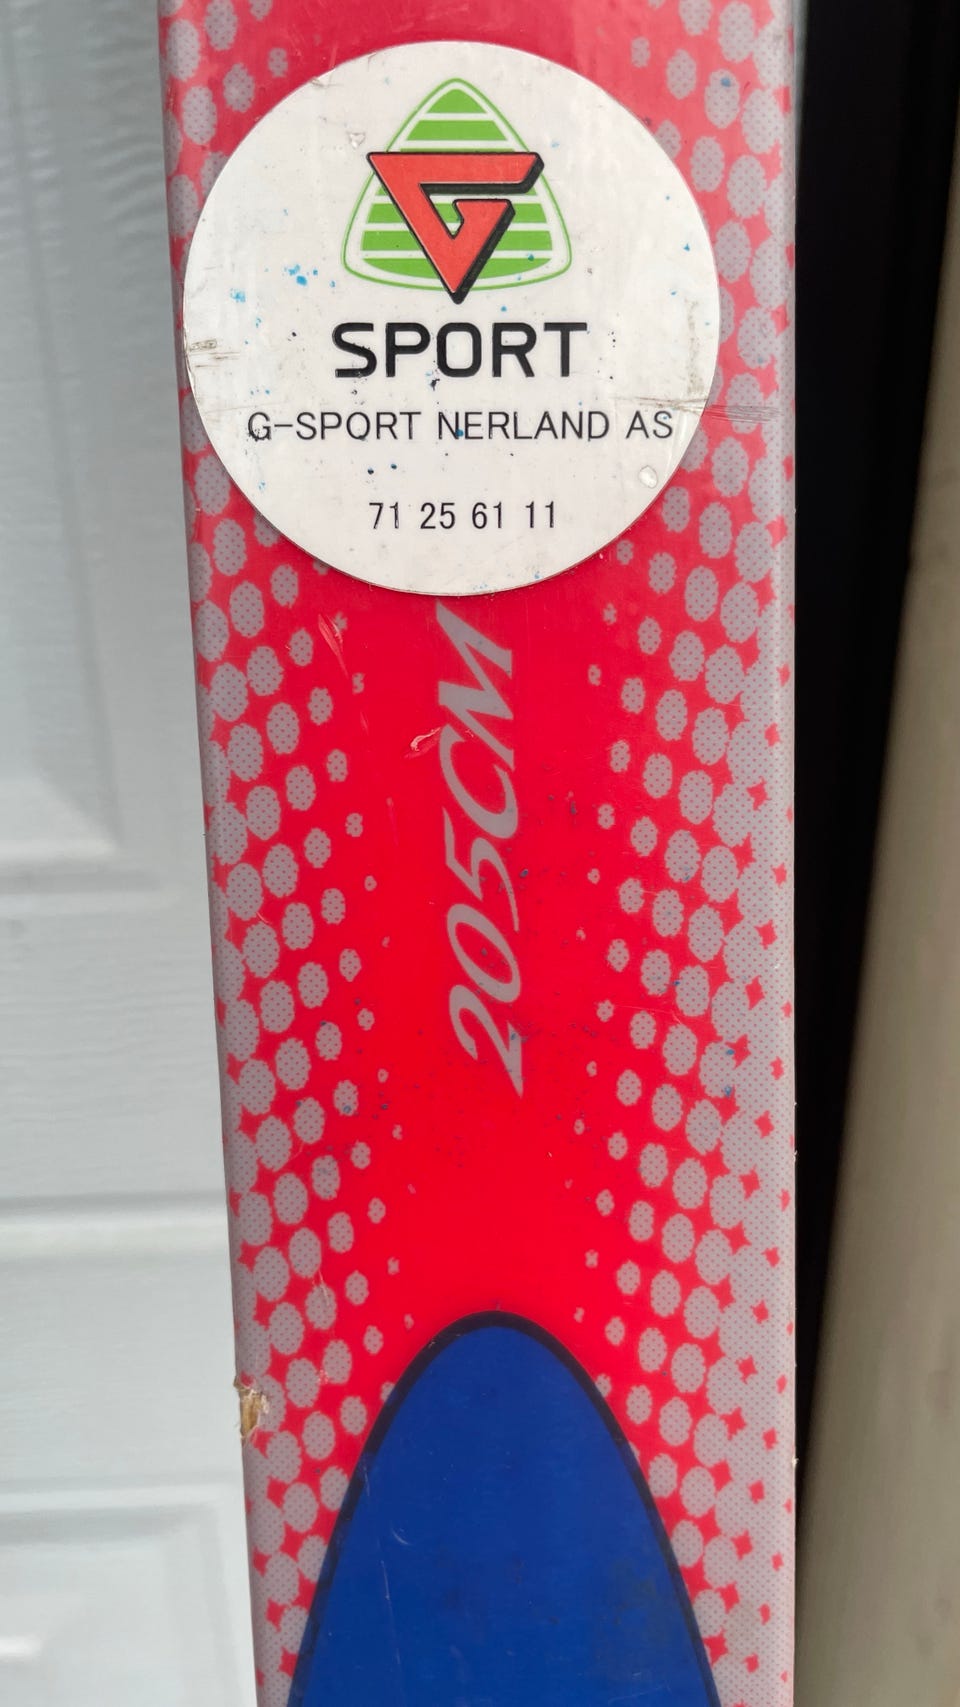 G
SPORT
G-SPORT NERLAND AS
71 25 61 11
205CM